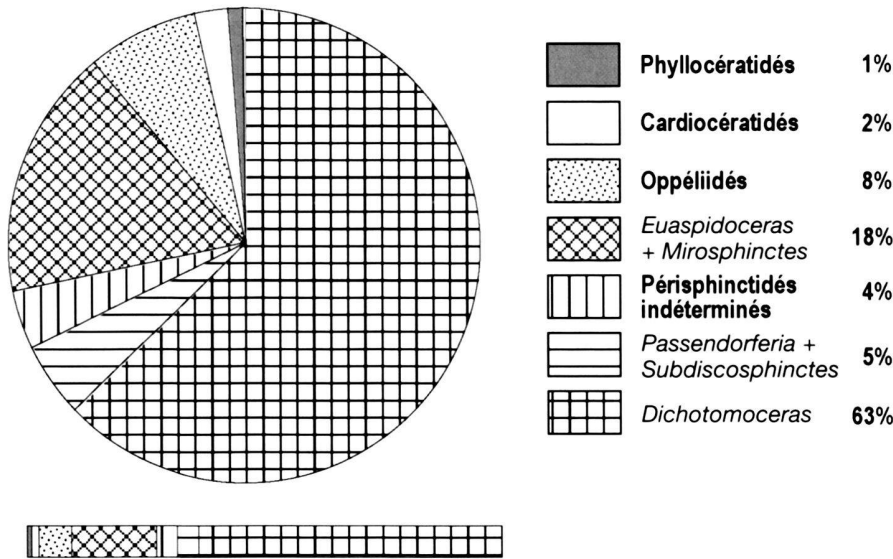 Phyllocératidés 1%
Cardiocératidés 2%
Oppéliidés 8%
Euaspidoceras
+ Mirosphinctes 18%
Périsphinctidés
indéterminés 4%
Passendorferia +
Subdiscosphinctes 5%
Dichotomoceras 63%